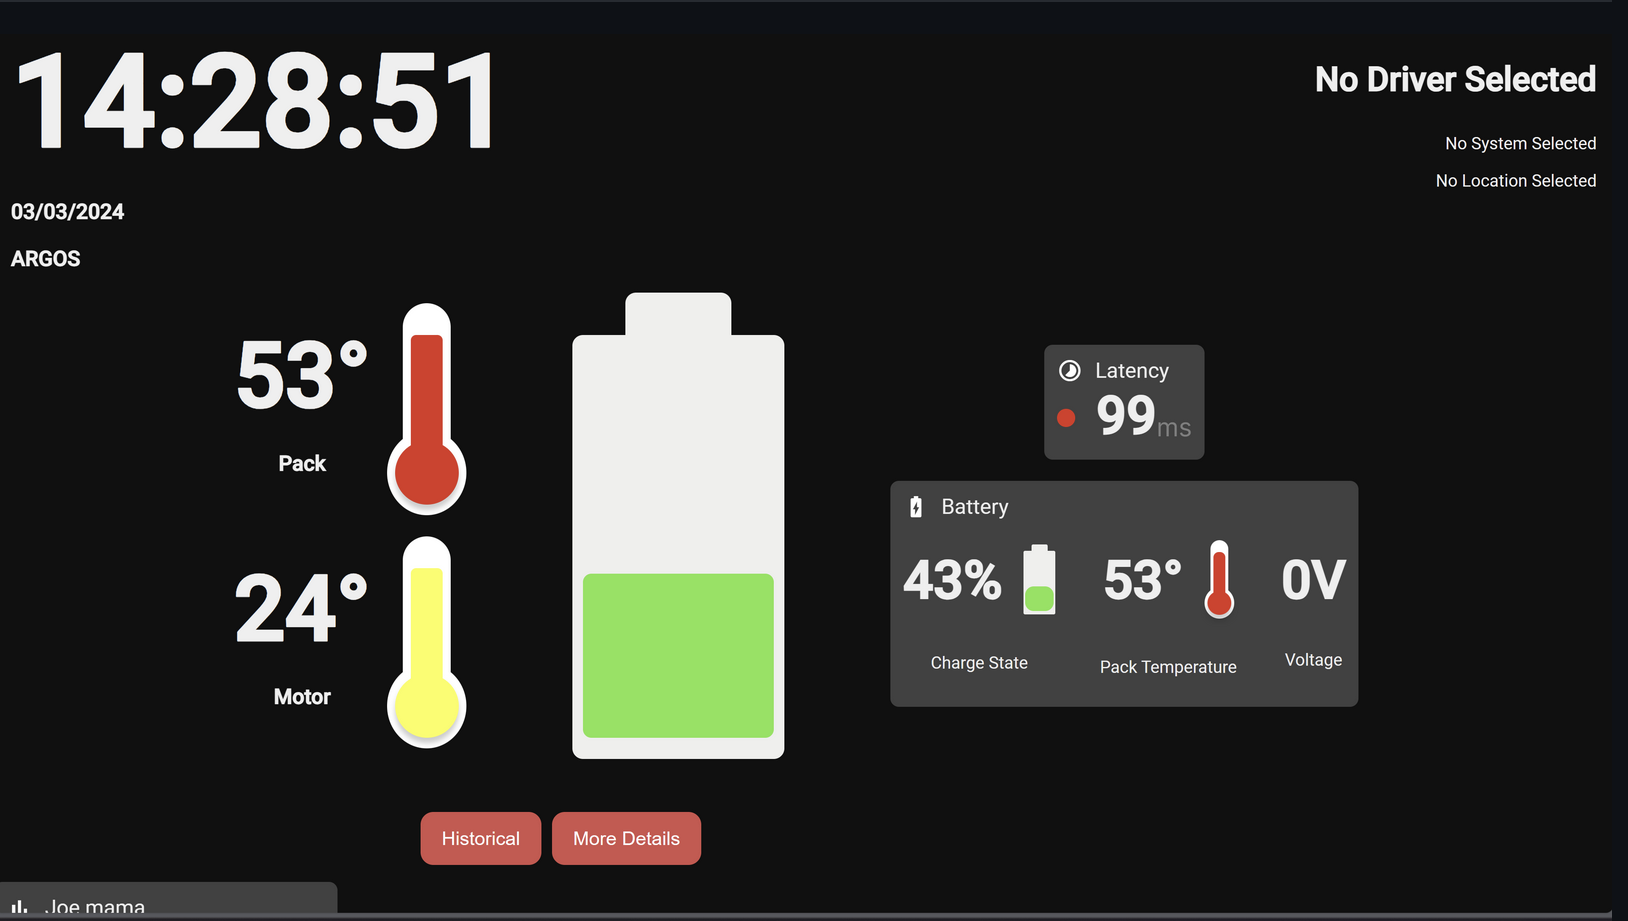 14:28:51
No Driver Selected
No System Selected
No Location Selected
03/03/2024
ARGOS
53°
Pack
24°
Motor
Latency
99ms
Battery
43%
53°
0V
Charge State
Pack Temperature
Voltage
Historical
More Details
Joe mama